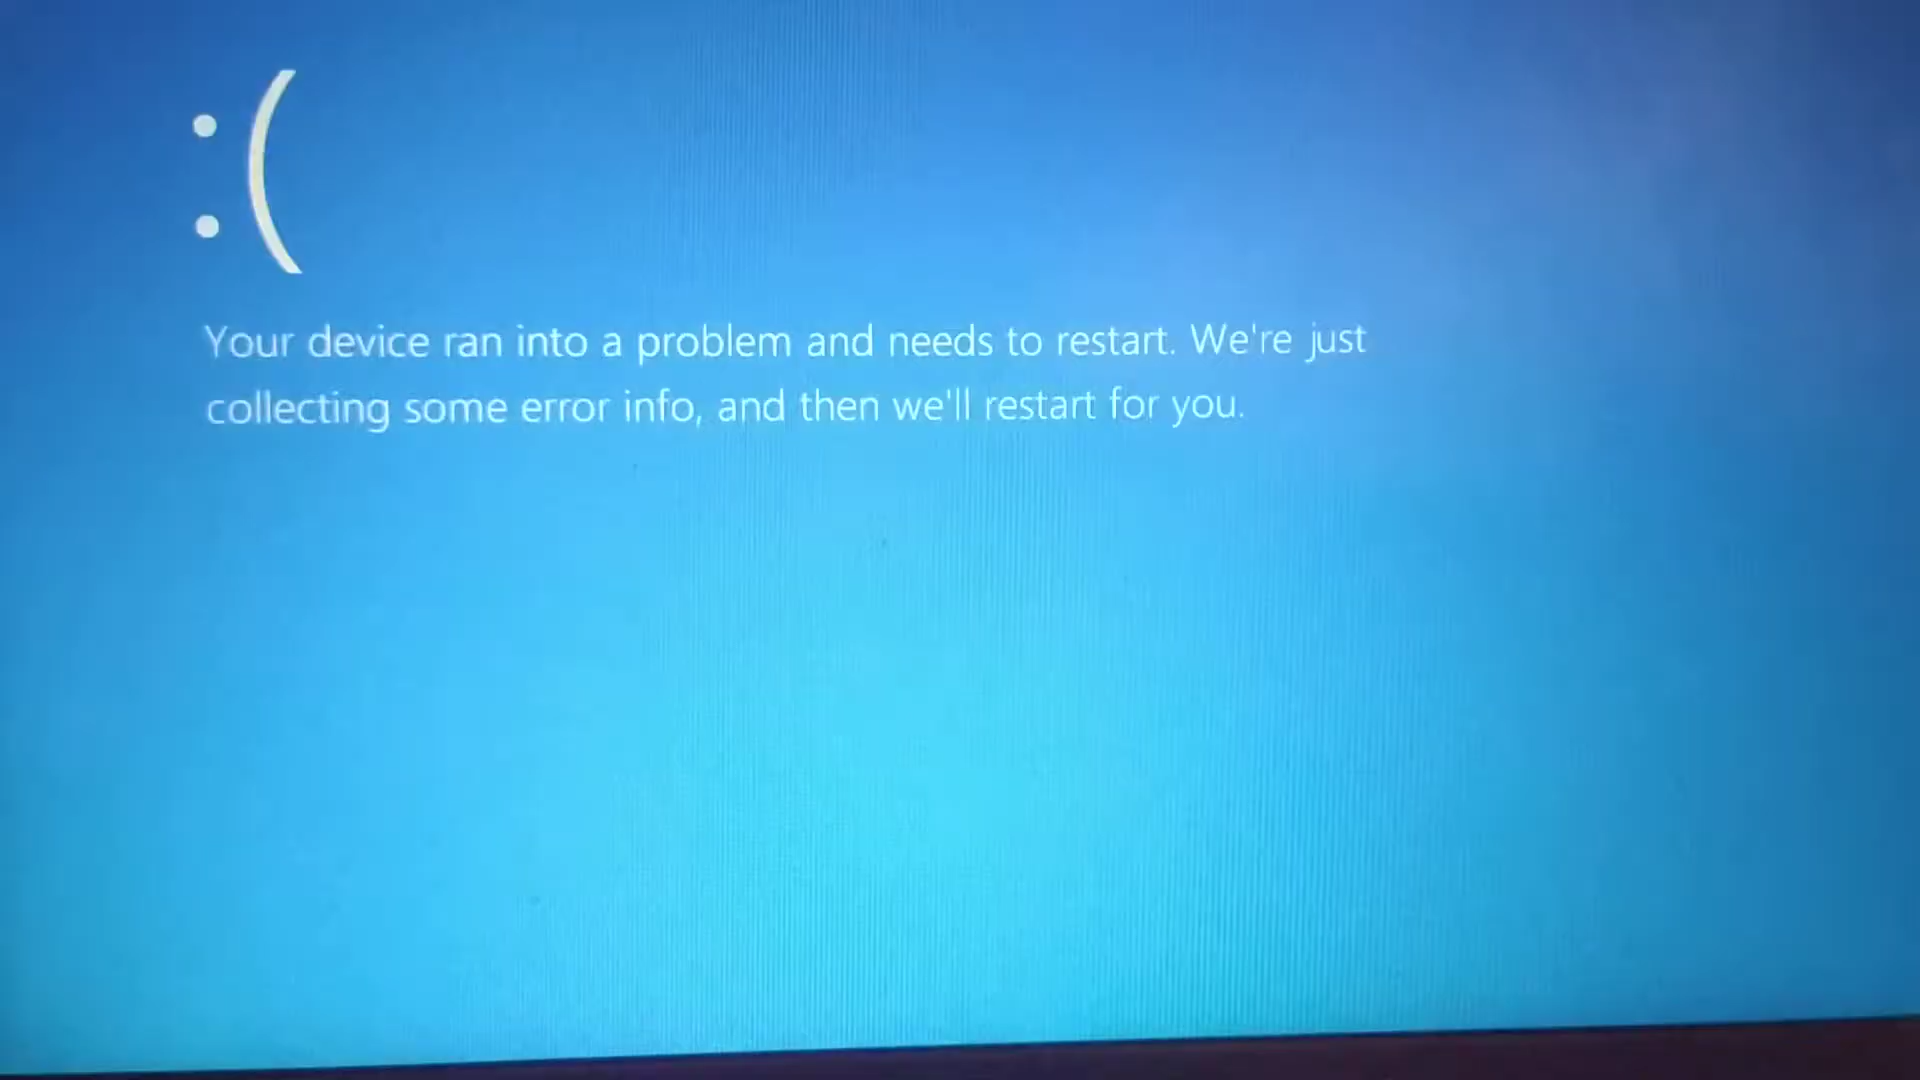 :(
Your device ran into a problem and needs to restart. We're just
collecting some error info, and then we'll restart for you.